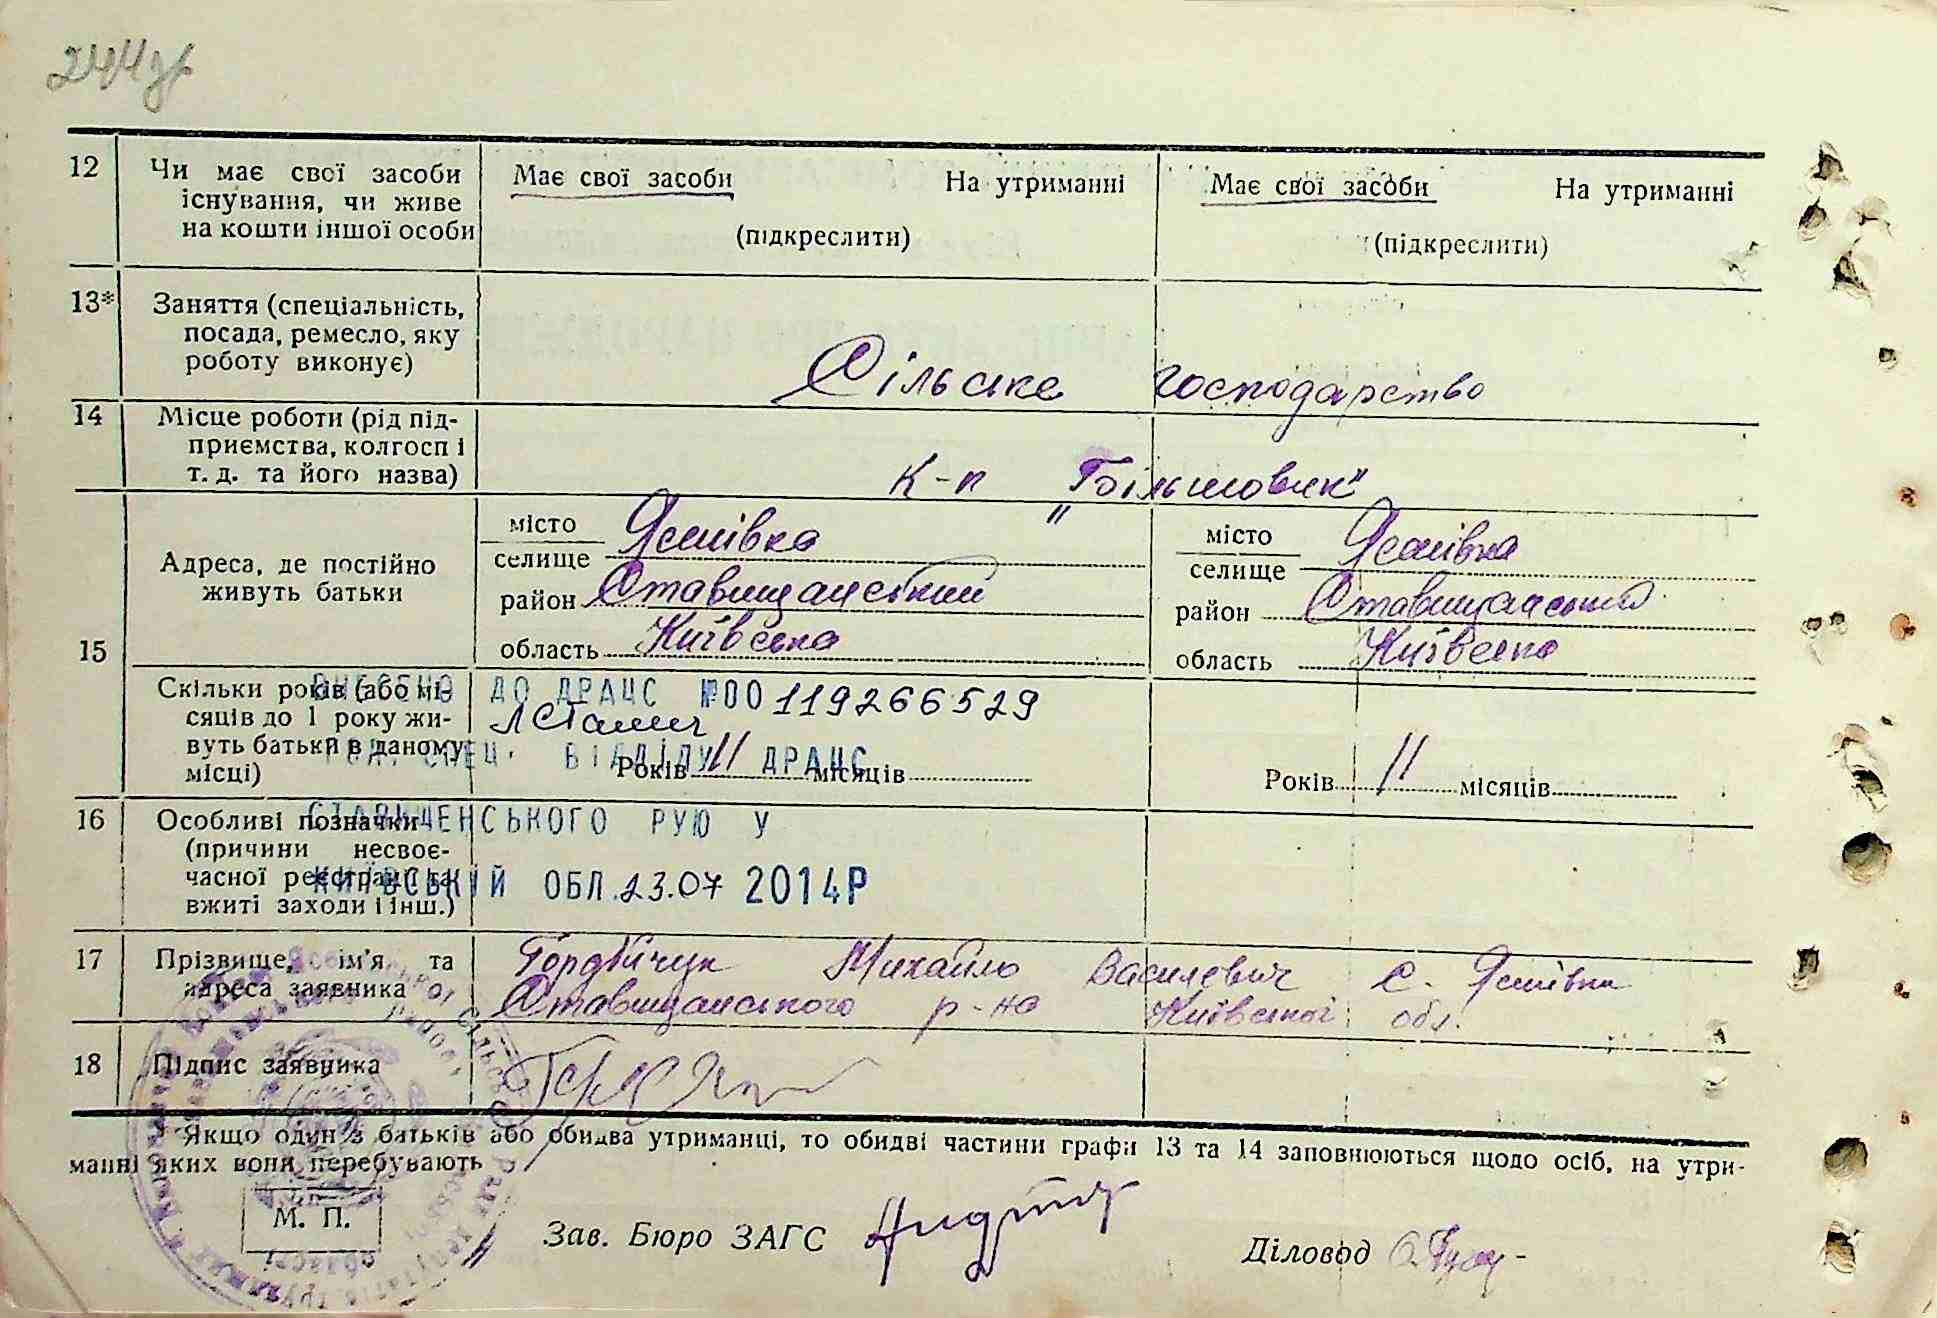 244
12 Чи має свої засоби існування, чи живе на кошти іншої особи
Має свої засоби На утриманні
(підкреслити)
Має свої засоби На утриманні
(підкреслити)
13* Заняття (спеціальність, посада, ремесло, яку роботу виконує)
Сільське господарство
14 Місце роботи (рід під-
приємства, колгосп і
т. д. та його назва)
К-п „Більшовик"
15 Адреса, де постійно
живуть батьки
місто
селище Яснівка
район Ставищанський
область Київська
місто
селище Яснівка
район Ставищанський
область Київська
Скільки років (або мі-
сяців до 1 року жи-
вуть батьки в даному
місці)
Років 11 місяців
Років 11 місяців
ВНЕСЕНО ДО ДРАЦС №00119266529
СПЕЦ. ВІДДІЛУ ДРАЦС
СТАВИЩЕНСЬКОГО РУЮ У
КИЇВСЬКІЙ ОБЛ. 23.07 2014Р
16 Особливі позначки
(причини несвоє-
часної реєстрації та
вжиті заходи і інш.)
17 Прізвище, ім'я та
адреса заявника
Михайло Василевич с. Яснівка
Ставищанського р-на Київської обл.
18 Підпис заявника
* Якщо один з батьків або обидва утриманці, то обидві частини графи 13 та 14 заповнюються щодо осіб, на утри-
манні яких вони перебувають
М. П.
Зав. Бюро ЗАГС
Діловод